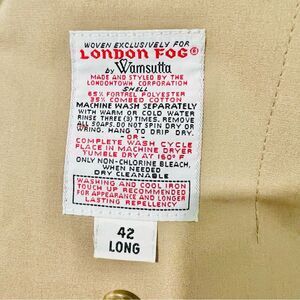 WOVEN EXCLUSIVELY FOR
LONDON FOG®
by Wamsutta
MADE AND STYLED BY THE
LONDONTOWN CORPORATION
SHELL
65% FORTREL POLYESTER
35% COMBED COTTON
MACHINE WASH SEPARATELY
WITH WARM OR COLD WATER
RINSE THREE (3) TIMES. REMOVE
ALL SOAPS. DO NOT SPIN DRY OR
WRING. HANG TO DRIP DRY.
-OR-
COMPLETE WASH CYCLE
PLACE IN MACHINE DRYER
TUMBLE DRY AT 160° F
ONLY NON-CHLORINE BLEACH,
WHEN NEEDED
DRY CLEANABLE
WASHING AND COOL IRON
TOUCH UP RECOMMENDED
FOR APPEARANCE AND LONGER
LASTING REPELLENCY
42
LONG